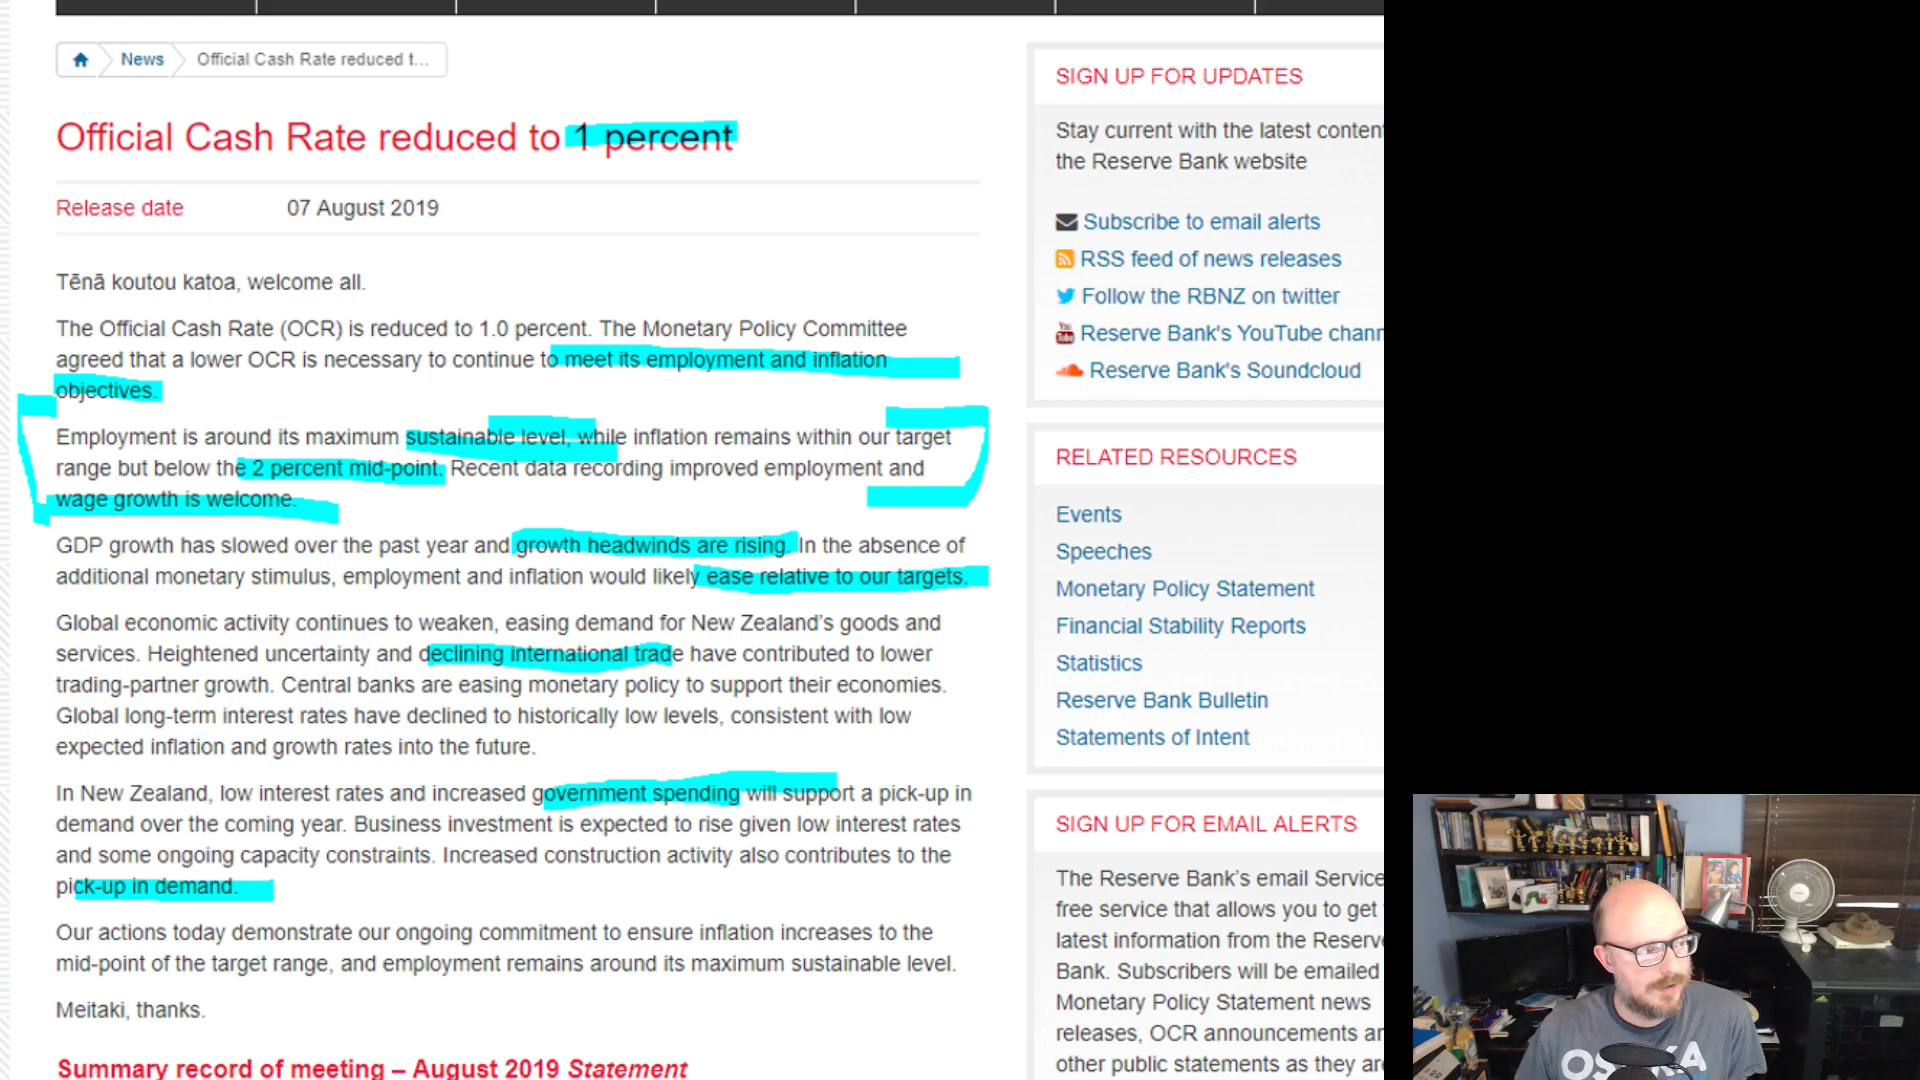 News
Official Cash Rate reduced t...
Official Cash Rate reduced to 1 percent
Release date
07 August 2019
Tēnā koutou katoa, welcome all.
The Official Cash Rate (OCR) is reduced to 1.0 percent. The Monetary Policy Committee
agreed that a lower OCR is necessary to continue to meet its employment and inflation
objectives.
Employment is around its maximum sustainable level, while inflation remains within our target
range but below the 2 percent mid-point. Recent data recording improved employment and
wage growth is welcome.
GDP growth has slowed over the past year and growth headwinds are rising. In the absence of
additional monetary stimulus, employment and inflation would likely ease relative to our targets.
Global economic activity continues to weaken, easing demand for New Zealand's goods and
services. Heightened uncertainty and declining international trade have contributed to lower
trading-partner growth. Central banks are easing monetary policy to support their economies.
Global long-term interest rates have declined to historically low levels, consistent with low
expected inflation and growth rates into the future.
In New Zealand, low interest rates and increased government spending will support a pick-up in
demand over the coming year. Business investment is expected to rise given low interest rates
and some ongoing capacity constraints. Increased construction activity also contributes to the
pick-up in demand.
Our actions today demonstrate our ongoing commitment to ensure inflation increases to the
mid-point of the target range, and employment remains around its maximum sustainable level.
Meitaki, thanks.
Summary record of meeting – August 2019 Statement
SIGN UP FOR UPDATES
Stay current with the latest content
the Reserve Bank website
Subscribe to email alerts
RSS feed of news releases
Follow the RBNZ on twitter
Reserve Bank's YouTube chann
Reserve Bank's Soundcloud
RELATED RESOURCES
Events
Speeches
Monetary Policy Statement
Financial Stability Reports
Statistics
Reserve Bank Bulletin
Statements of Intent
SIGN UP FOR EMAIL ALERTS
The Reserve Bank's email Service
free service that allows you to get
latest information from the Reserve
Bank. Subscribers will be emailed
Monetary Policy Statement news
releases, OCR announcements an
other public statements as they are